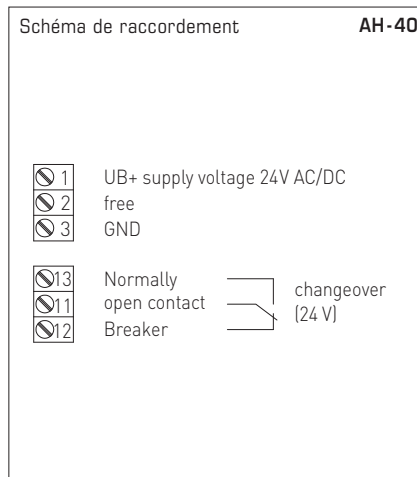 Schéma de raccordement AH-40
1 UB+ supply voltage 24V AC/DC
2 free
3 GND
13 Normally
11 open contact
12 Breaker
changeover
(24 V)